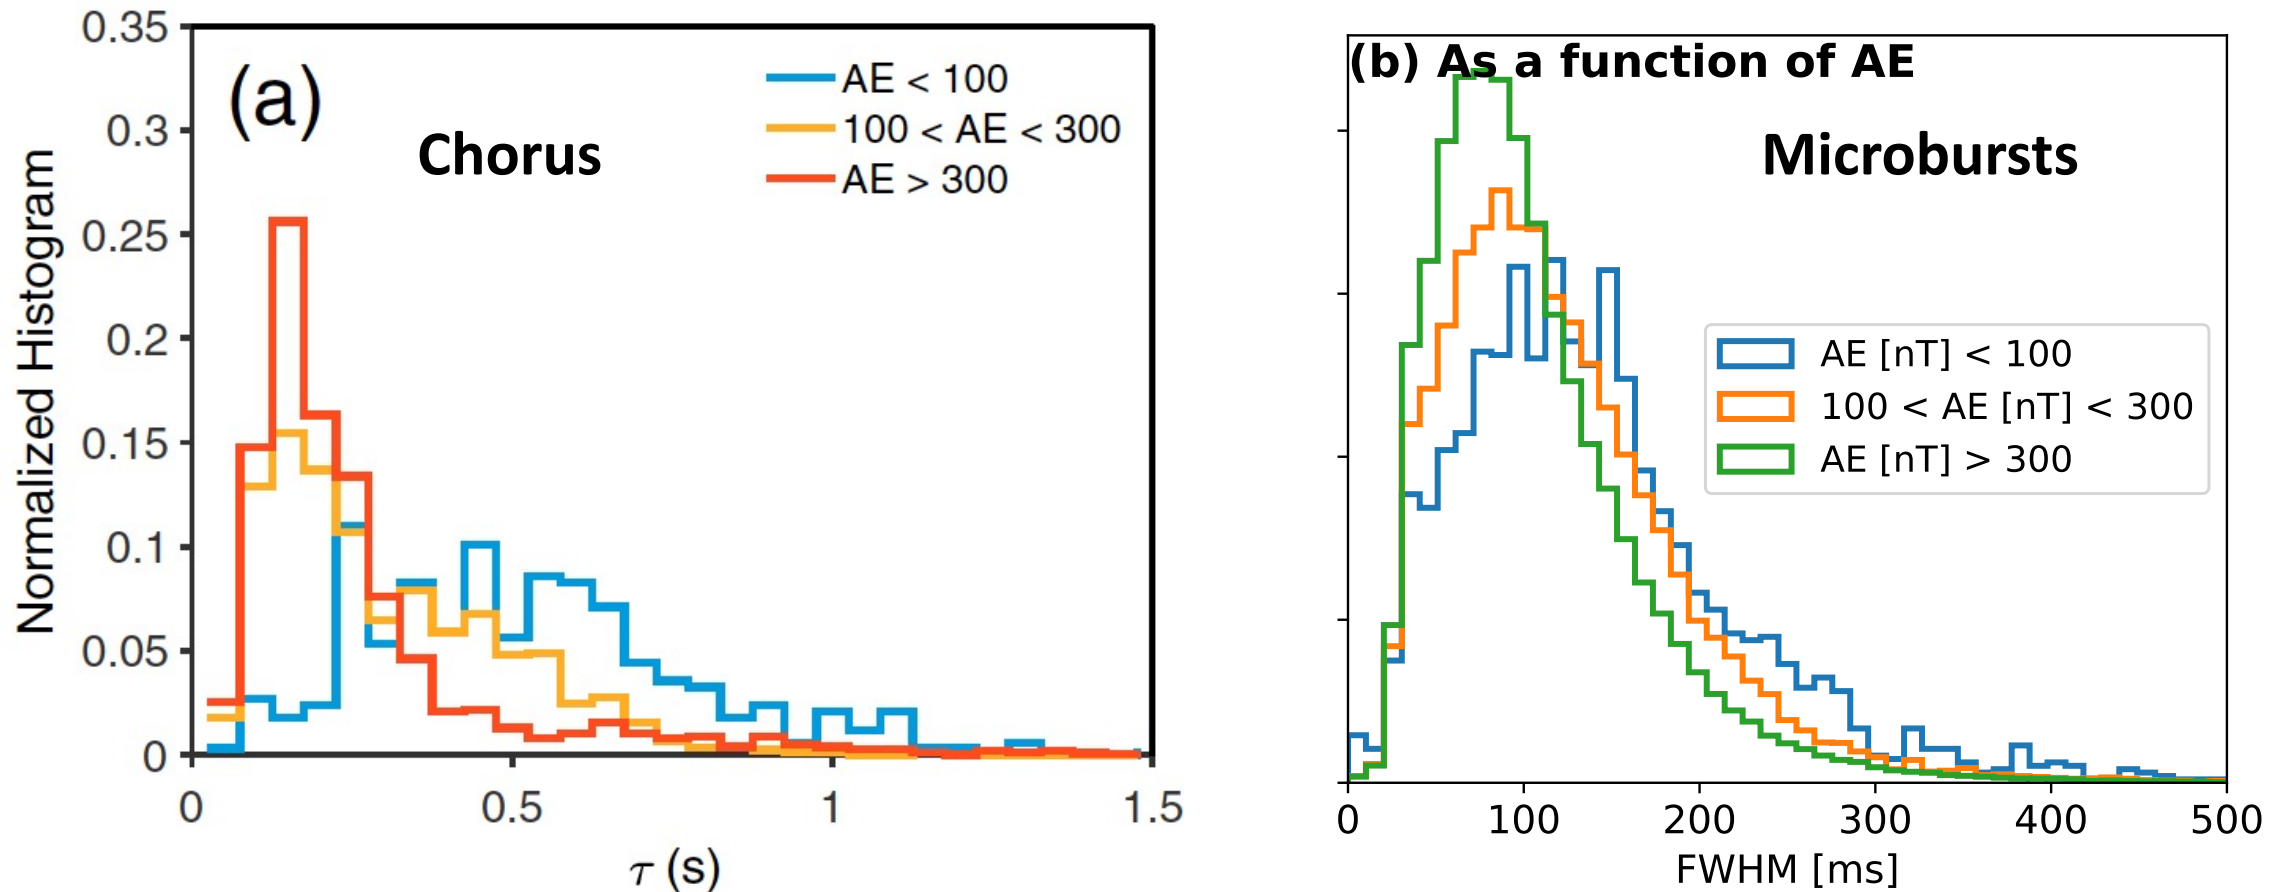 (a)
Chorus
AE < 100
100 < AE < 300
AE > 300
Normalized Histogram
0.35
0.3
0.25
0.2
0.15
0.1
0.05
0
0 0.5 1 1.5
τ (s)
(b) As a function of AE
Microbursts
AE [nT] < 100
100 < AE [nT] < 300
AE [nT] > 300
0 100 200 300 400 500
FWHM [ms]